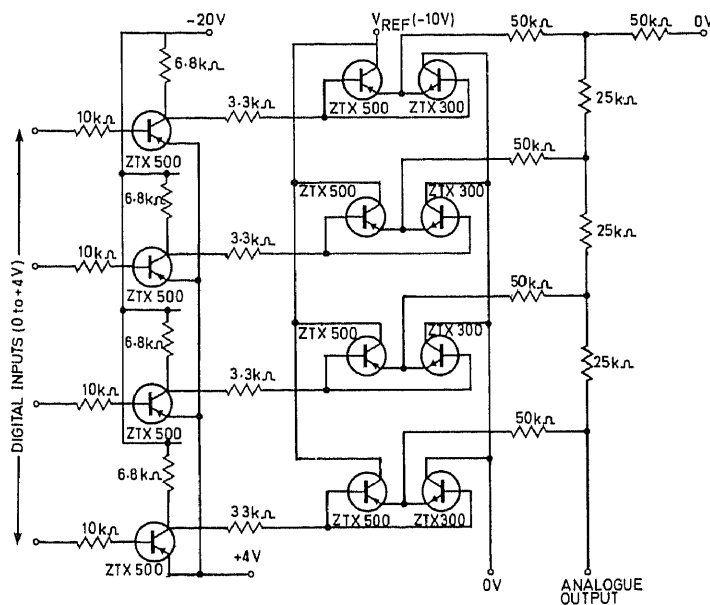 -20V
V REF (-10V)
50kΩ
50kΩ
0V
6.8kΩ
10kΩ
3.3kΩ
ZTX 500
ZTX 500
ZTX 300
25kΩ
50kΩ
6.8kΩ
ZTX 500
ZTX 300
10kΩ
3.3kΩ
ZTX 500
25kΩ
50kΩ
6.8kΩ
ZTX 500
ZTX 300
10kΩ
3.3kΩ
ZTX 500
25kΩ
50kΩ
6.8kΩ
10kΩ
33kΩ
ZTX 500
ZTX 500
ZTX300
+4V
0V
ANALOGUE
OUTPUT
DIGITAL INPUTS (0 to +4V)